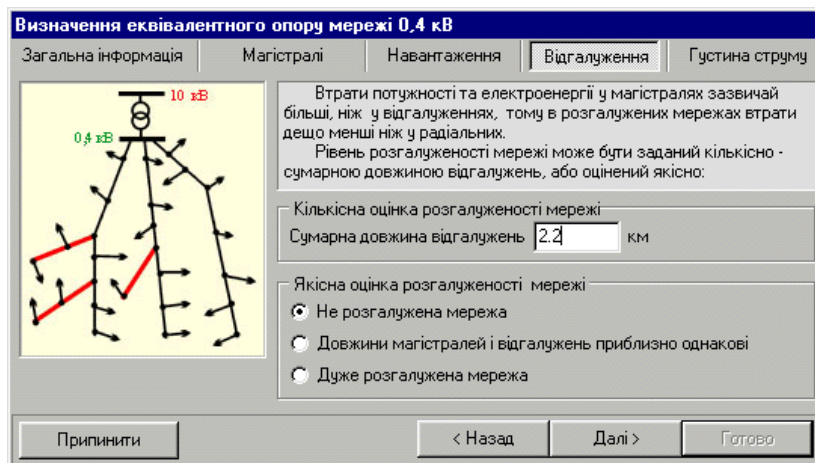 Визначення еквівалентного опору мережі 0,4 кВ
Загальна інформація
Магістралі
Навантаження
Відгалуження
Густина струму
10 кВ
0,4 кВ
Втрати потужності та електроенергії у магістралях зазвичай
більші, ніж у відгалуженнях, тому в розгалужених мережах втрати
дещо менші ніж у радіальних.
Рівень розгалуженості мережі може бути заданий кількісно -
сумарною довжиною відгалужень, або оцінений якісно:
Кількісна оцінка розгалуженості мережі
Сумарна довжина відгалужень 2.2 км
Якісна оцінка розгалуженості мережі
Не розгалужена мережа
Довжини магістралей і відгалужень приблизно однакові
Дуже розгалужена мережа
Припинити
< Назад
Далі >
Готово